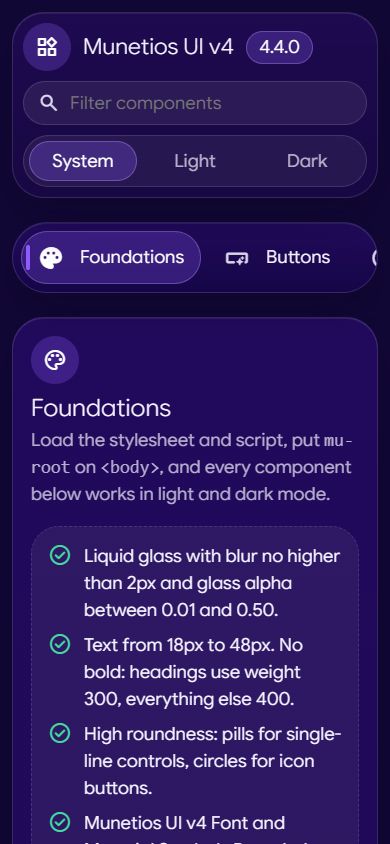 Munetios UI v4 4.4.0
Filter components
System Light Dark
Foundations Buttons
Foundations
Load the stylesheet and script, put mu-
root on <body>, and every component
below works in light and dark mode.
Liquid glass with blur no higher
than 2px and glass alpha
between 0.01 and 0.50.
Text from 18px to 48px. No
bold: headings use weight
300, everything else 400.
High roundness: pills for single-
line controls, circles for icon
buttons.
Munetios UI v4 Font and